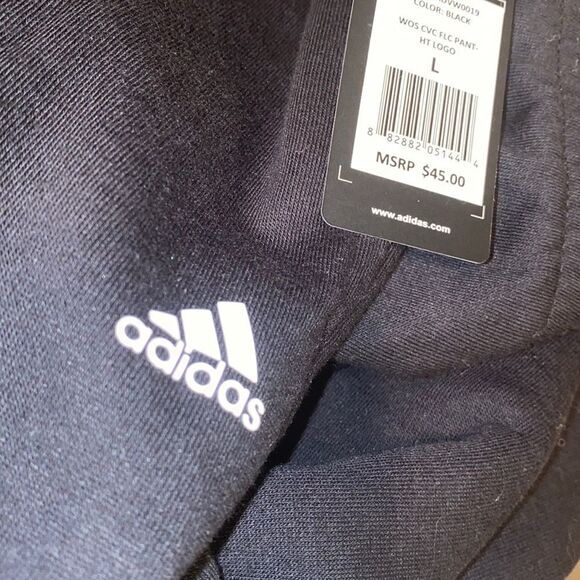 COLOR: BLACK
WOS CVC FLC PANT-
HT LOGO
L
8 82882 05144 4
MSRP $45.00
www.adidas.com
adidas